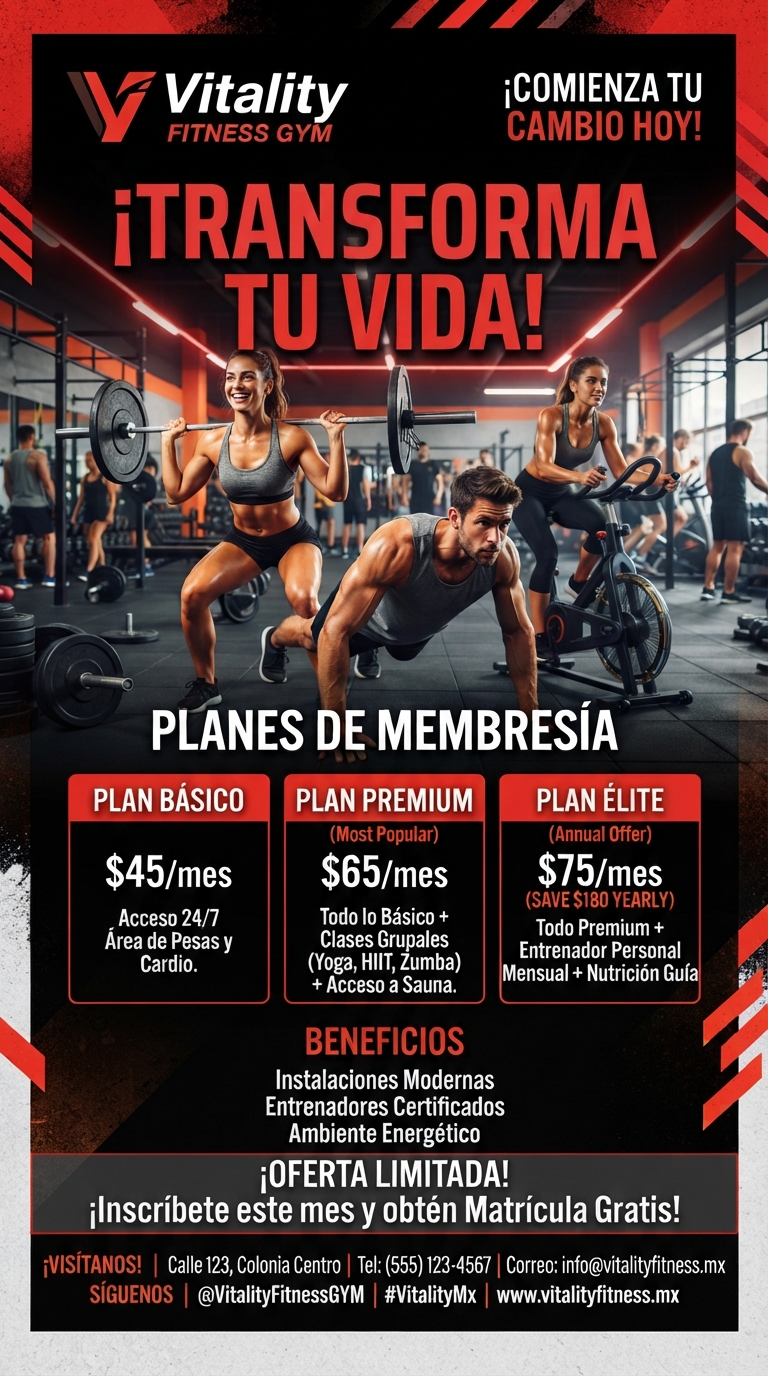 Vitality
FITNESS GYM
¡COMIENZA TU
CAMBIO HOY!
¡TRANSFORMA
TU VIDA!
PLANES DE MEMBRESÍA
PLAN BÁSICO
$45/mes
Acceso 24/7
Área de Pesas y
Cardio.
PLAN PREMIUM
(Most Popular)
$65/mes
Todo lo Básico +
Clases Grupales
(Yoga, HIIT, Zumba)
+ Acceso a Sauna.
PLAN ÉLITE
(Annual Offer)
$75/mes
(SAVE $180 YEARLY)
Todo Premium +
Entrenador Personal
Mensual + Nutrición Guía
BENEFICIOS
Instalaciones Modernas
Entrenadores Certificados
Ambiente Energético
¡OFERTA LIMITADA!
¡Inscríbete este mes y obtén Matrícula Gratis!
¡VISÍTANOS! | Calle 123, Colonia Centro | Tel: (555) 123-4567 | Correo: info@vitalityfitness.mx
SÍGUENOS | @VitalityFitnessGYM | #VitalityMx | www.vitalityfitness.mx